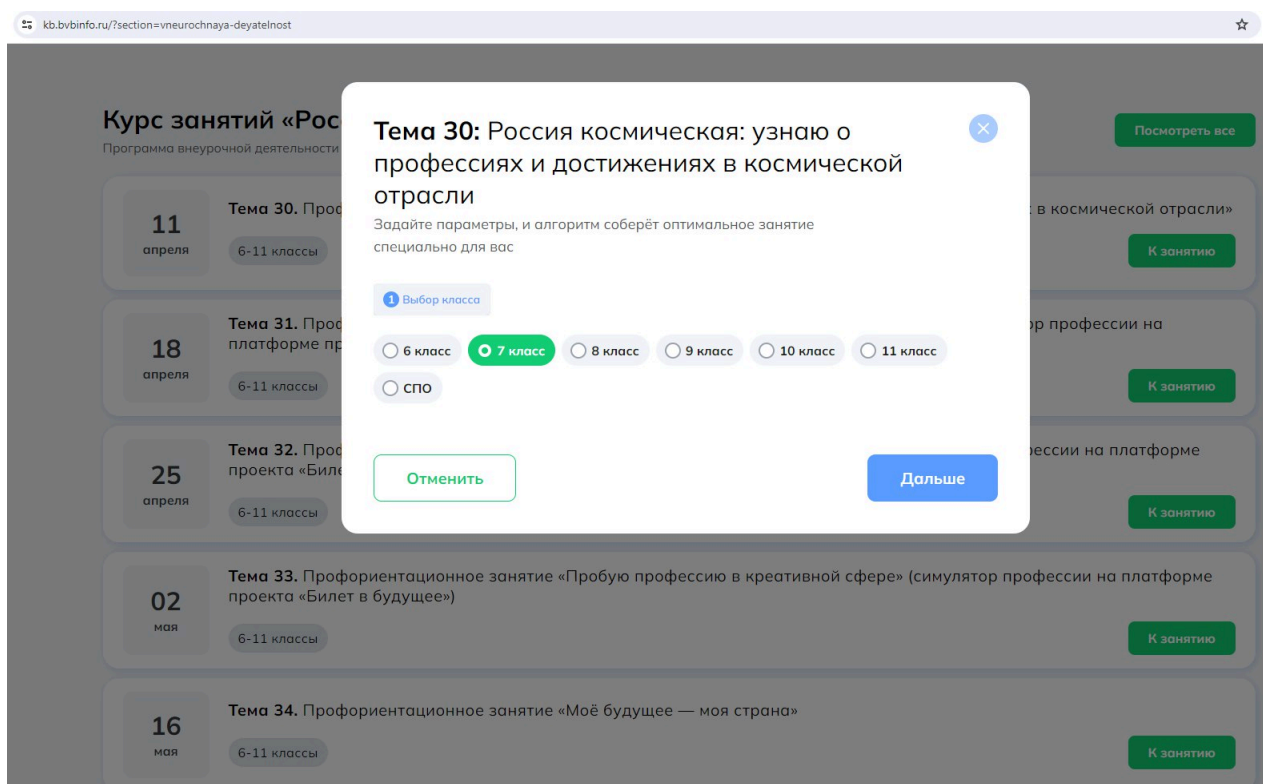 kb.bvbinfo.ru/?section=vneurochnaya-deyatelnost
Курс занятий «Рос
Программа внеурочной деятельности
Посмотреть все
Тема 30: Россия космическая: узнаю о
профессиях и достижениях в космической
отрасли
Задайте параметры, и алгоритм соберёт оптимальное занятие
специально для вас
1 Выбор класса
6 класс 7 класс 8 класс 9 класс 10 класс 11 класс
СПО
Отменить Дальше
11
апреля
Тема 30. Проф
в космической отрасли»
6-11 классы
К занятию
18
апреля
Тема 31. Проф
ор профессии на
платформе пр
6-11 классы
К занятию
25
апреля
Тема 32. Проф
ессии на платформе
проекта «Биле
6-11 классы
К занятию
02
мая
Тема 33. Профориентационное занятие «Пробую профессию в креативной сфере» (симулятор профессии на платформе
проекта «Билет в будущее»)
6-11 классы
К занятию
16
мая
Тема 34. Профориентационное занятие «Моё будущее — моя страна»
6-11 классы
К занятию